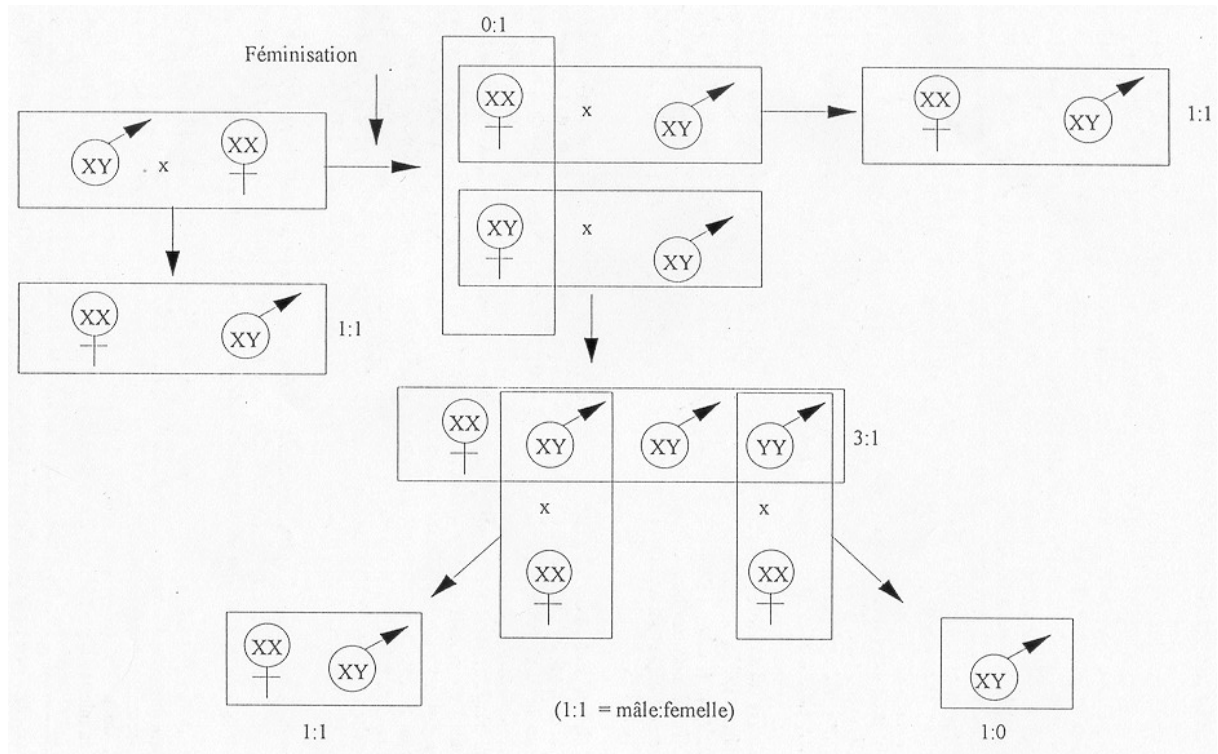 0:1
Féminisation
XX x XY
XX XY 1:1
XY x XX
XY x XY
XX XY 1:1
XX XY XY YY 3:1
x x
XX XX
XX XY
XY
1:1
(1:1 = mâle:femelle)
1:0